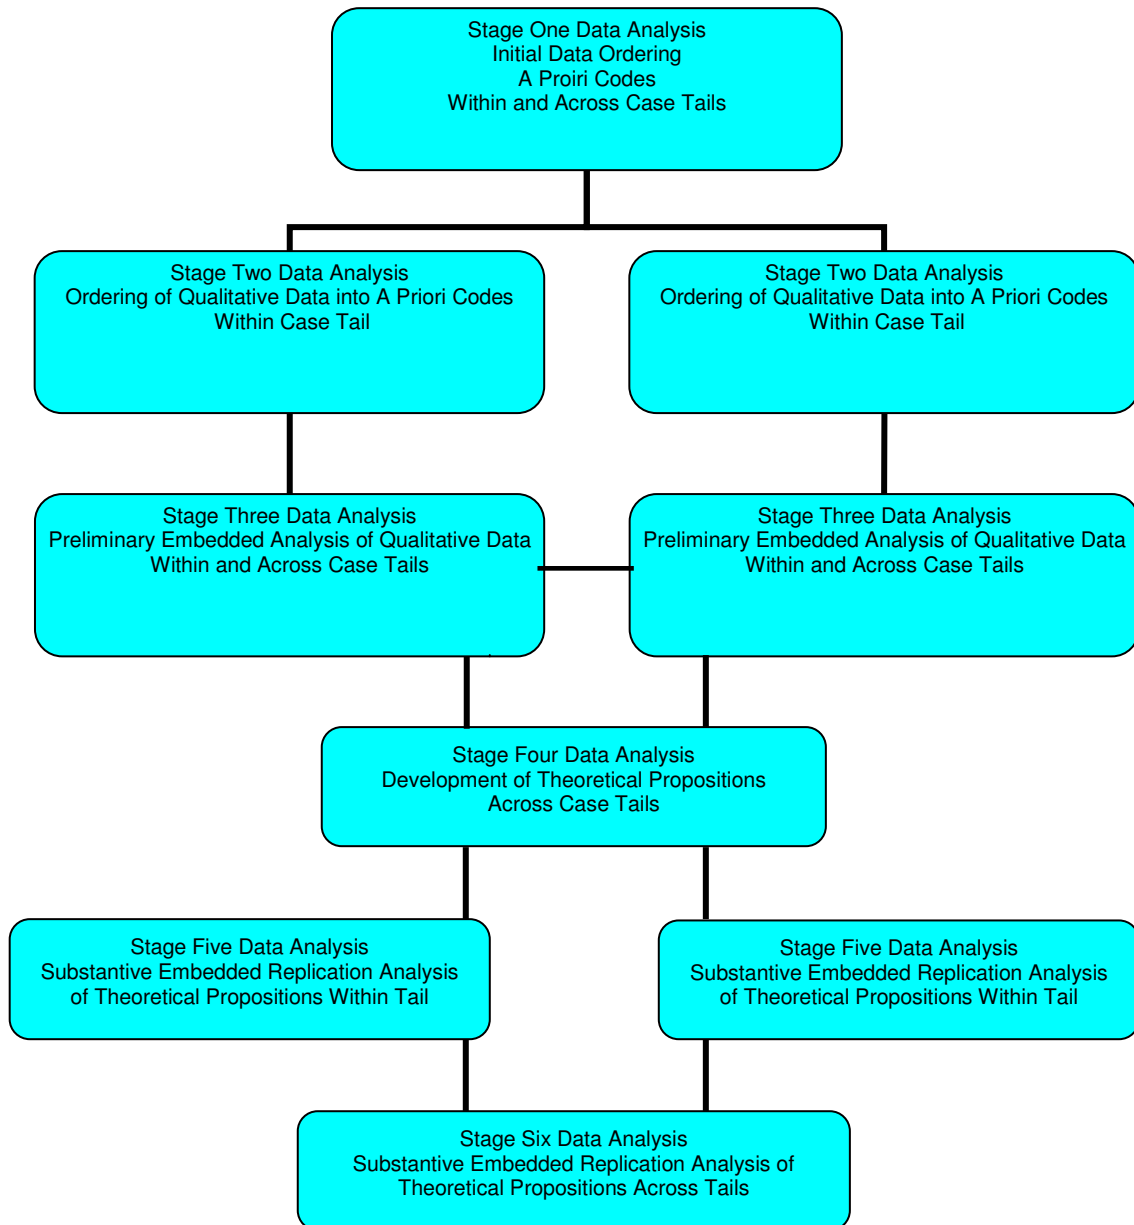 Stage One Data Analysis
Initial Data Ordering
A Proiri Codes
Within and Across Case Tails
Stage Two Data Analysis
Ordering of Qualitative Data into A Priori Codes
Within Case Tail
Stage Two Data Analysis
Ordering of Qualitative Data into A Priori Codes
Within Case Tail
Stage Three Data Analysis
Preliminary Embedded Analysis of Qualitative Data
Within and Across Case Tails
Stage Three Data Analysis
Preliminary Embedded Analysis of Qualitative Data
Within and Across Case Tails
Stage Four Data Analysis
Development of Theoretical Propositions
Across Case Tails
Stage Five Data Analysis
Substantive Embedded Replication Analysis
of Theoretical Propositions Within Tail
Stage Five Data Analysis
Substantive Embedded Replication Analysis
of Theoretical Propositions Within Tail
Stage Six Data Analysis
Substantive Embedded Replication Analysis of
Theoretical Propositions Across Tails